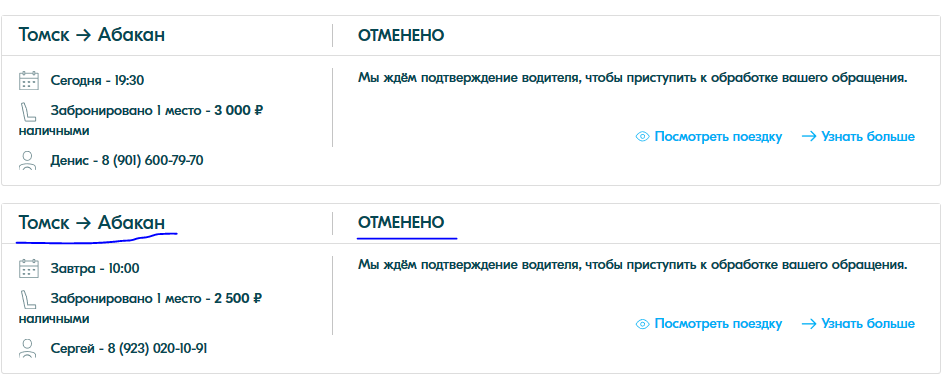 Томск → Абакан
ОТМЕНЕНО
Сегодня - 19:30
Забронировано 1 место - 3 000 ₽
наличными
Денис - 8 (901) 600-79-70
Мы ждём подтверждение водителя, чтобы приступить к обработке вашего обращения.
Посмотреть поездку → Узнать больше
Томск → Абакан
ОТМЕНЕНО
Завтра - 10:00
Забронировано 1 место - 2 500 ₽
наличными
Сергей - 8 (923) 020-10-91
Мы ждём подтверждение водителя, чтобы приступить к обработке вашего обращения.
Посмотреть поездку → Узнать больше